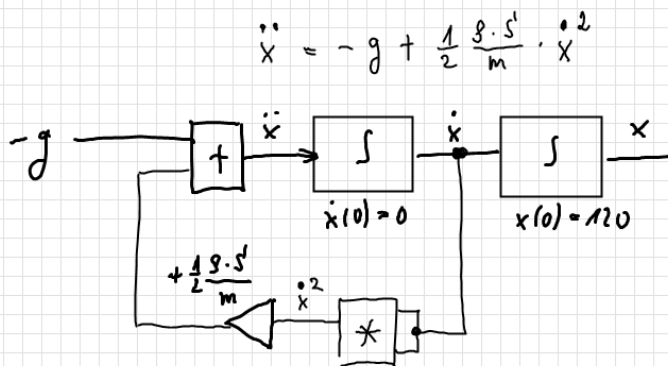 ẍ = -g + 1/2 ρ·S/m · ẋ²
-g
+
ẍ
∫
ẋ
∫
x
ẋ(0) = 0
x(0) = 120
+ 1/2 ρ·S/m
ẋ²
*